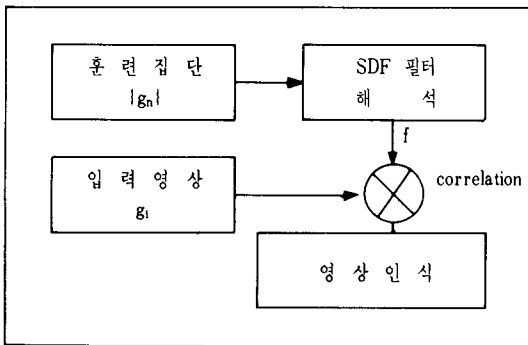 훈 련 집 단
{gn}
SDF 필터
해 석
f
입 력 영 상
gi
correlation
영 상 인 식